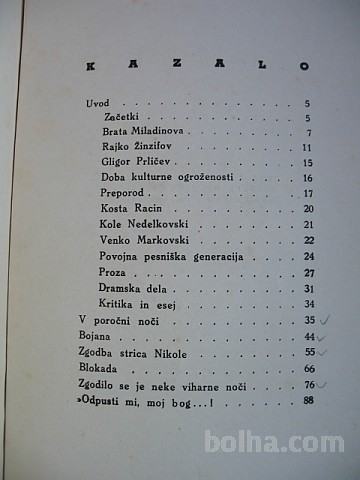 KAZALO
Uvod . . . . . . . . . . . . 5
Začetki . . . . . . . . . . 5
Brata Miladinova . . . . . . . 7
Rajko Žinzifov . . . . . . . . 11
Gligor Prličev . . . . . . . . 15
Doba kulturne ogroženosti . . . . 16
Preporod . . . . . . . . . . 17
Kosta Racin . . . . . . . . . 20
Kole Nedelkovski . . . . . . . 21
Venko Markovski . . . . . . . 22
Povojna pesniška generacija . . . . 24
Proza . . . . . . . . . . . 27
Dramska dela . . . . . . . . 31
Kritika in esej . . . . . . . . 34
V poročni noči . . . . . . . . . 35
Bojana . . . . . . . . . . . . 44
Zgodba strica Nikole . . . . . . . 55
Blokada . . . . . . . . . . . 66
Zgodilo se je neke viharne noči . . . . 76
»Odpusti mi, moj bog . . . ! . . . . . 88
bolha.com